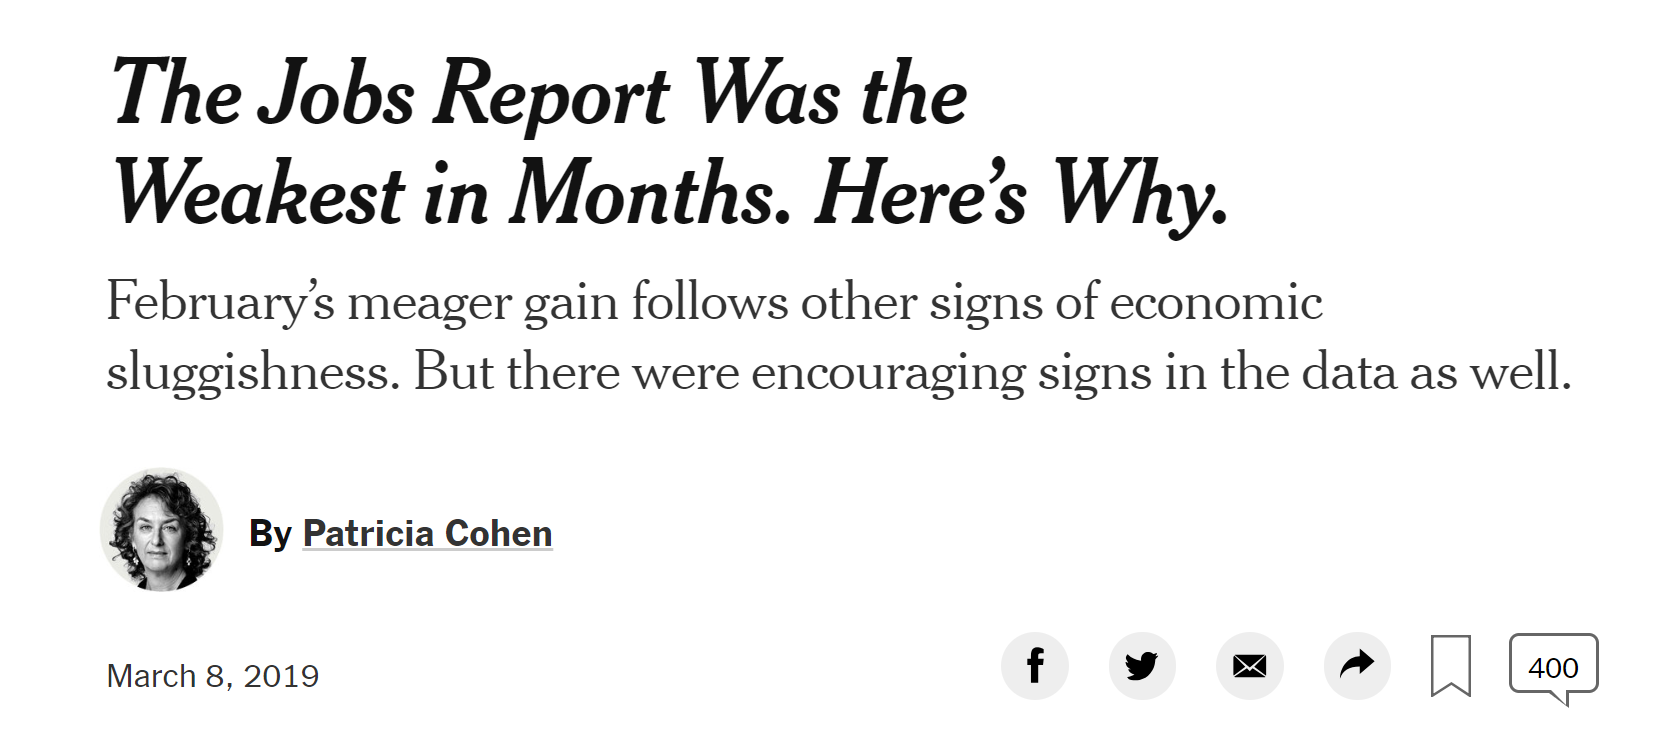 The Jobs Report Was the
Weakest in Months. Here’s Why.
February’s meager gain follows other signs of economic
sluggishness. But there were encouraging signs in the data as well.
By Patricia Cohen
March 8, 2019
400